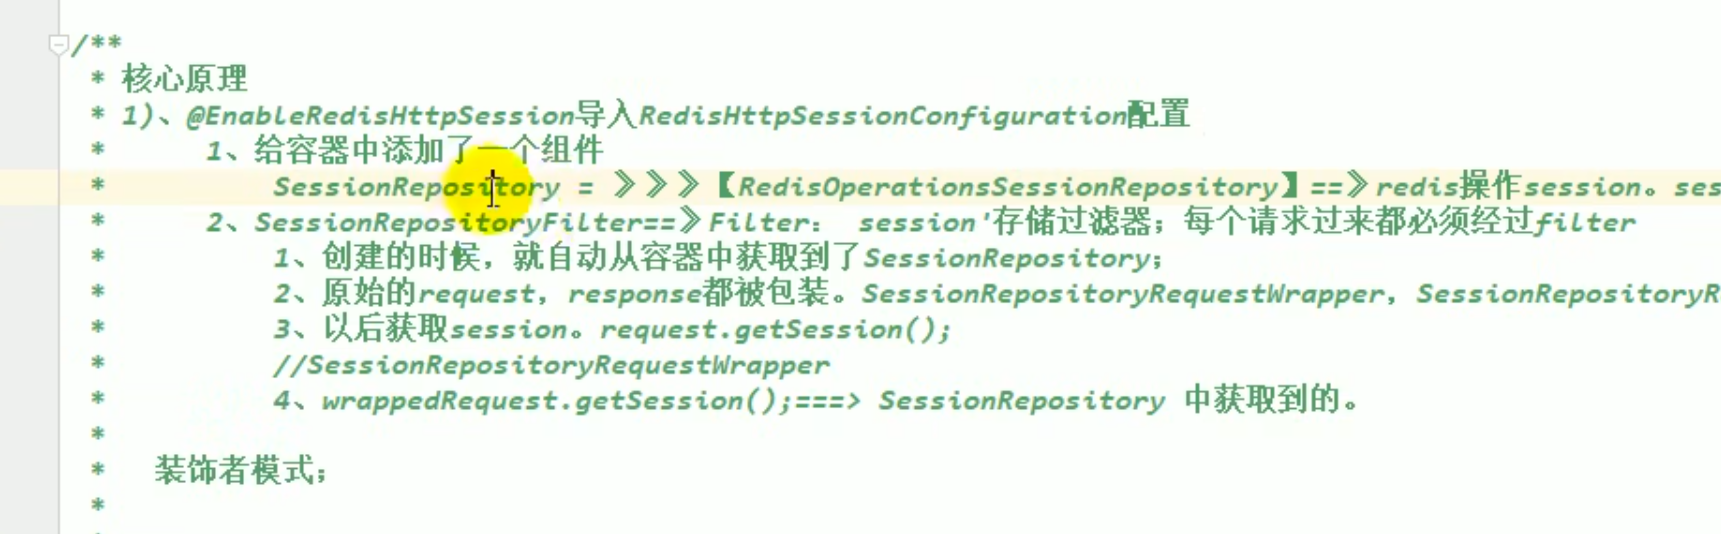 /**
* 核心原理
* 1)、@EnableRedisHttpSession导入RedisHttpSessionConfiguration配置
* 1、给容器中添加了一个组件
* SessionRepository = 》》》【RedisOperationsSessionRepository】==》redis操作session。ses
* 2、SessionRepositoryFilter==》Filter： session'存储过滤器；每个请求过来都必须经过filter
* 1、创建的时候，就自动从容器中获取到了SessionRepository；
* 2、原始的request，response都被包装。SessionRepositoryRequestWrapper，SessionRepositoryR
* 3、以后获取session。request.getSession();
* //SessionRepositoryRequestWrapper
* 4、wrappedRequest.getSession();===> SessionRepository 中获取到的。
*
* 装饰者模式；
*